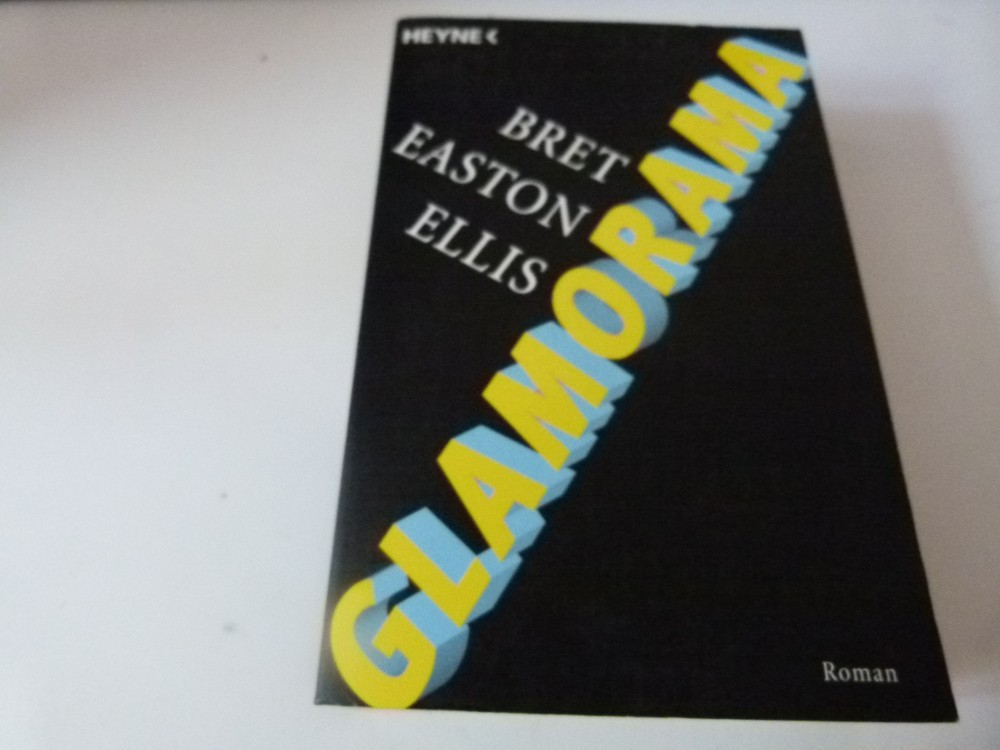 HEYNE
BRET
EASTON
ELLIS
GLAMORAMA
Roman